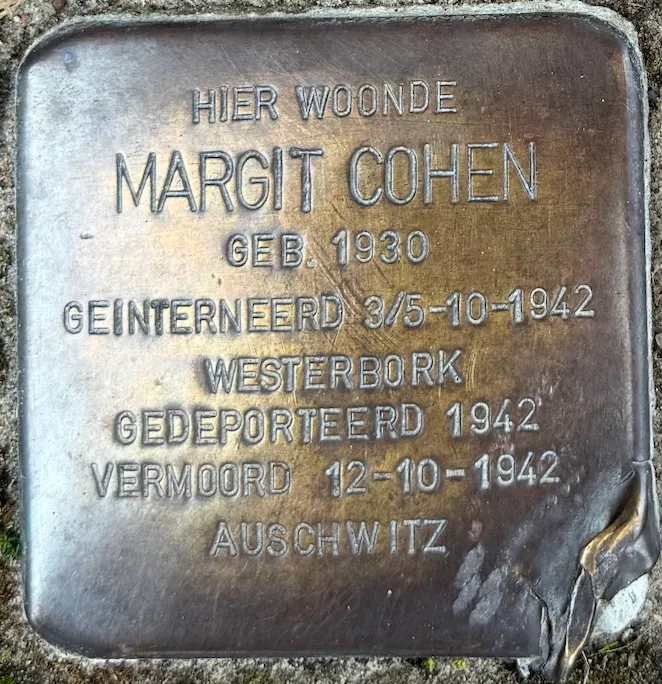 HIER WOONDE
MARGIT COHEN
GEB. 1930
GEINTERNEERD 3/5-10-1942
WESTERBORK
GEDEPORTEERD 1942
VERMOORD 12-10-1942
AUSCHWITZ